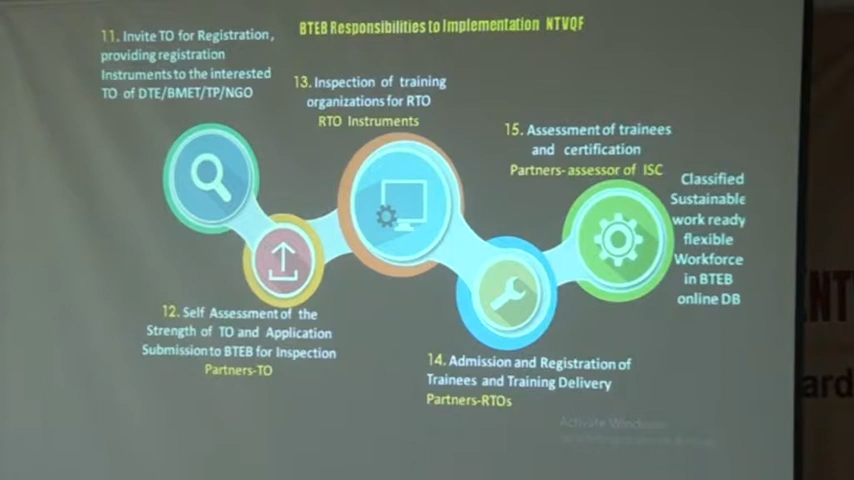 BTEB Responsibilities to Implementation NTVQF
11. Invite TO for Registration,
providing registration
Instruments to the interested
TO of DTE/BMET/TP/NGO
13. Inspection of training
organizations for RTO
RTO Instruments
15. Assessment of trainees
and certification
Partners- assessor of ISC
Classified
Sustainable
work ready
flexible
Workforce
in BTEB
online DB
12. Self Assessment of the
Strength of TO and Application
Submission to BTEB for Inspection
Partners-TO
14. Admission and Registration of
Trainees and Training Delivery
Partners-RTOs
Activate Windows
NT
ard